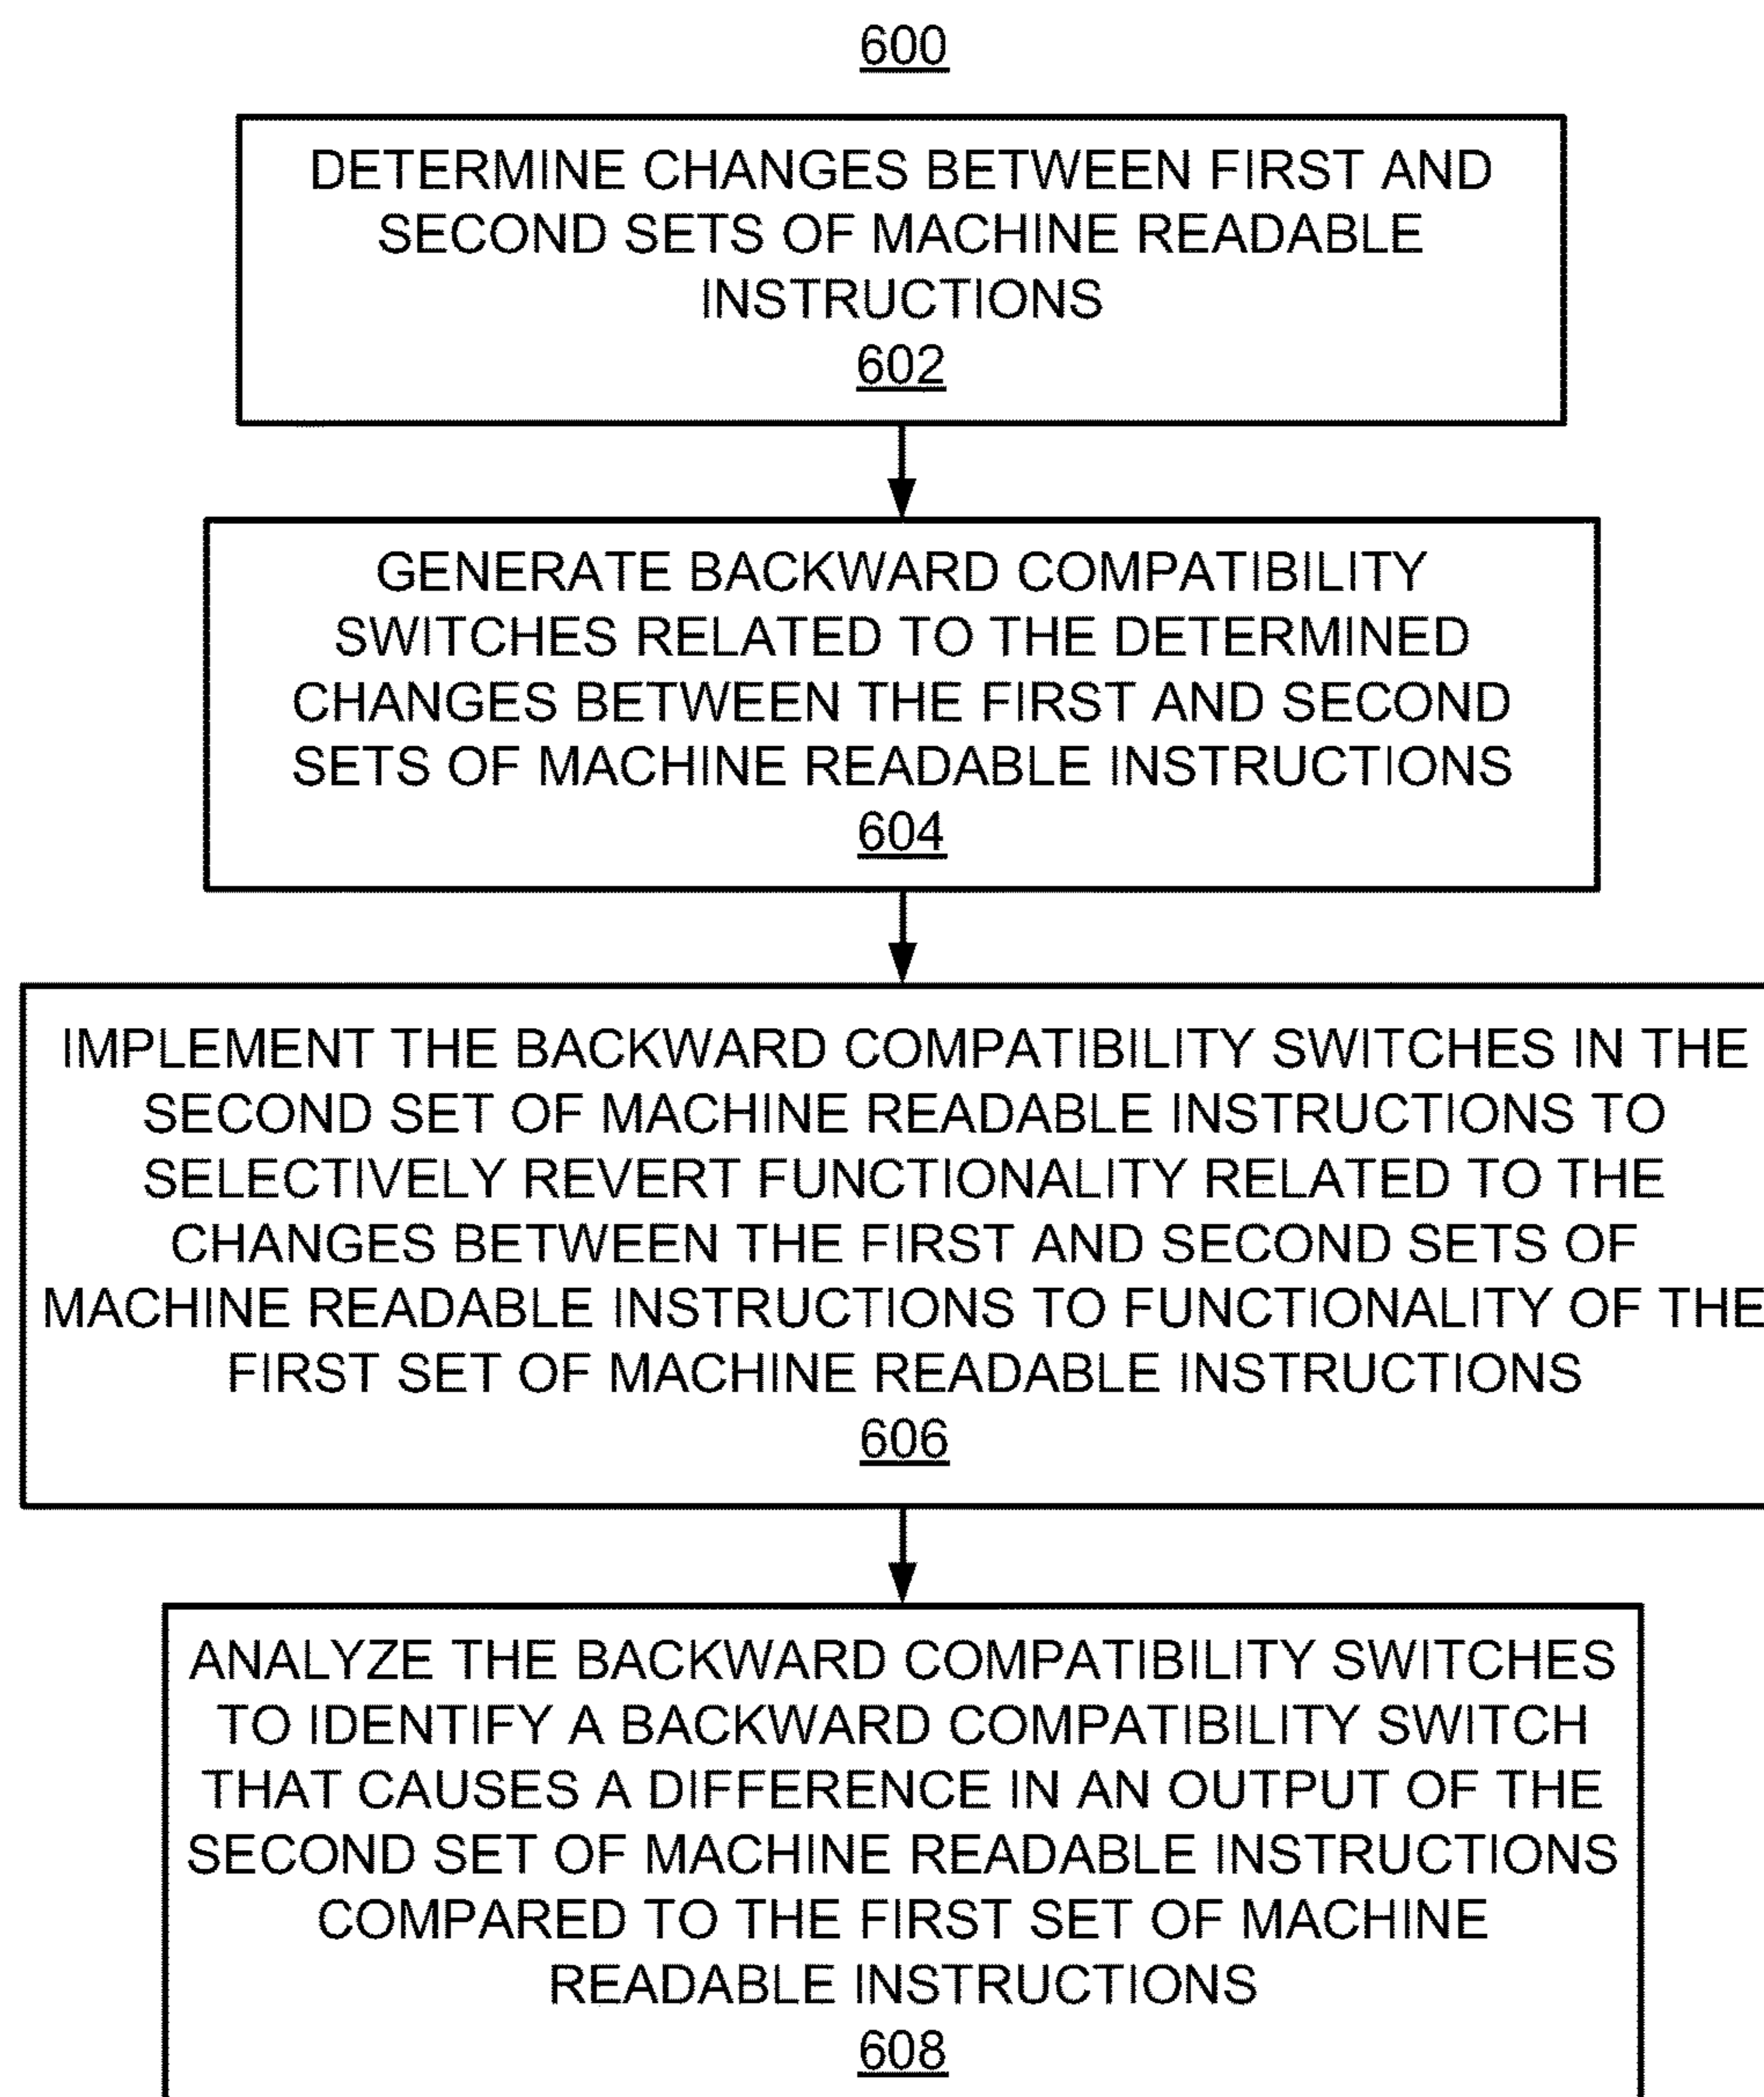 600
DETERMINE CHANGES BETWEEN FIRST AND
SECOND SETS OF MACHINE READABLE
INSTRUCTIONS
602
GENERATE BACKWARD COMPATIBILITY
SWITCHES RELATED TO THE DETERMINED
CHANGES BETWEEN THE FIRST AND SECOND
SETS OF MACHINE READABLE INSTRUCTIONS
604
IMPLEMENT THE BACKWARD COMPATIBILITY SWITCHES IN THE
SECOND SET OF MACHINE READABLE INSTRUCTIONS TO
SELECTIVELY REVERT FUNCTIONALITY RELATED TO THE
CHANGES BETWEEN THE FIRST AND SECOND SETS OF
MACHINE READABLE INSTRUCTIONS TO FUNCTIONALITY OF THE
FIRST SET OF MACHINE READABLE INSTRUCTIONS
606
ANALYZE THE BACKWARD COMPATIBILITY SWITCHES
TO IDENTIFY A BACKWARD COMPATIBILITY SWITCH
THAT CAUSES A DIFFERENCE IN AN OUTPUT OF THE
SECOND SET OF MACHINE READABLE INSTRUCTIONS
COMPARED TO THE FIRST SET OF MACHINE
READABLE INSTRUCTIONS
608